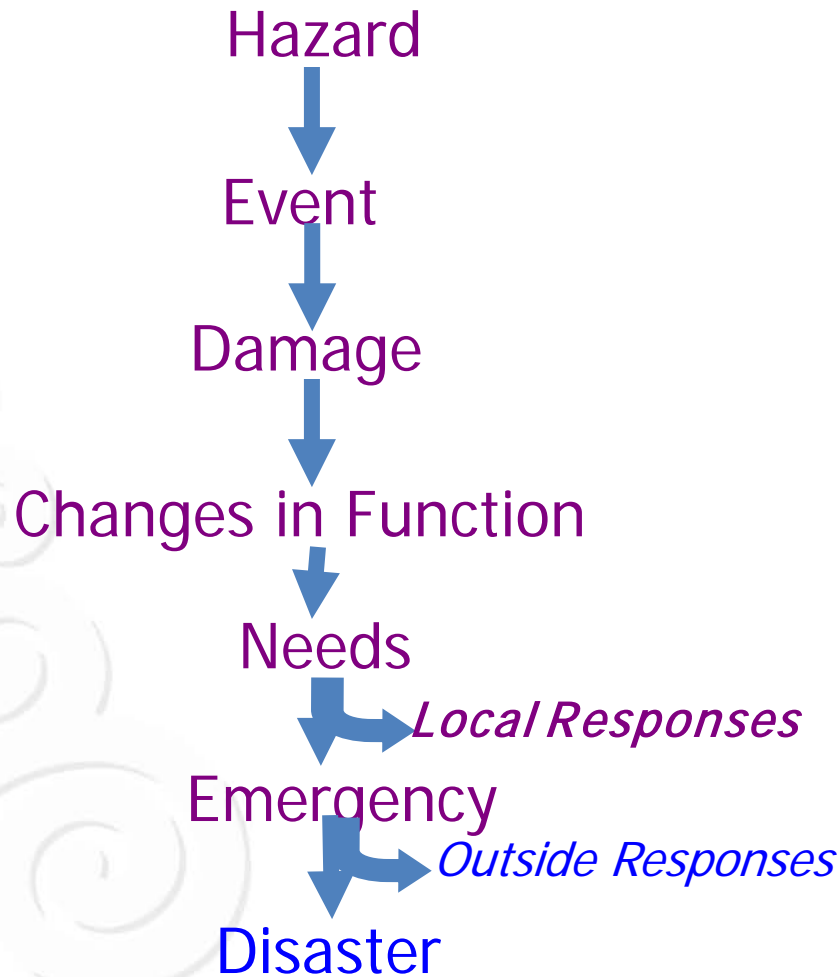 Hazard
Event
Damage
Changes in Function
Needs
Local Responses
Emergency
Outside Responses
Disaster